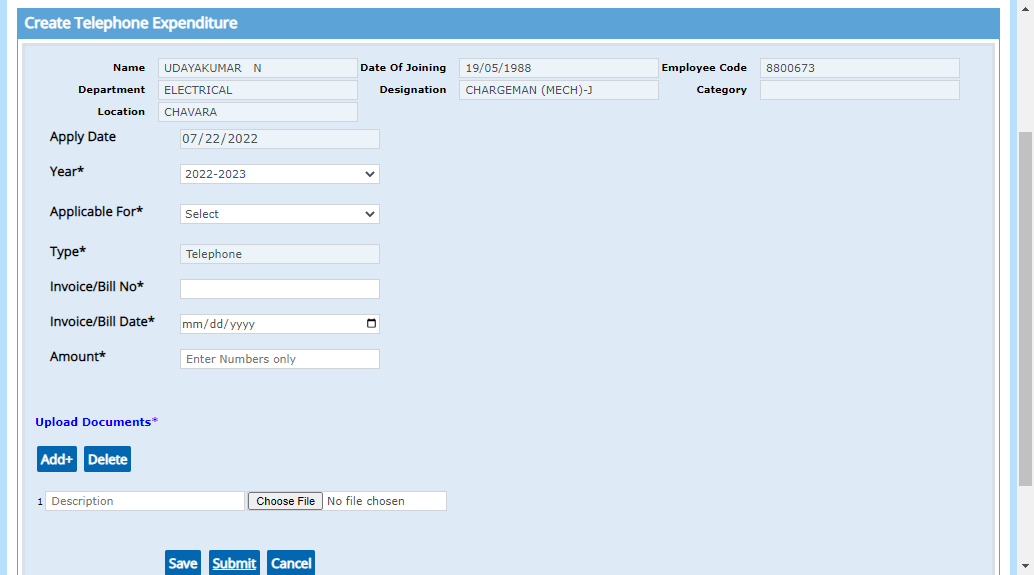 Create Telephone Expenditure
Name UDAYAKUMAR N Date Of Joining 19/05/1988 Employee Code 8800673
Department ELECTRICAL Designation CHARGEMAN (MECH)-J Category
Location CHAVARA
Apply Date 07/22/2022
Year* 2022-2023
Applicable For* Select
Type* Telephone
Invoice/Bill No*
Invoice/Bill Date* mm/dd/yyyy
Amount* Enter Numbers only
Upload Documents*
Add+ Delete
1 Description Choose File No file chosen
Save Submit Cancel